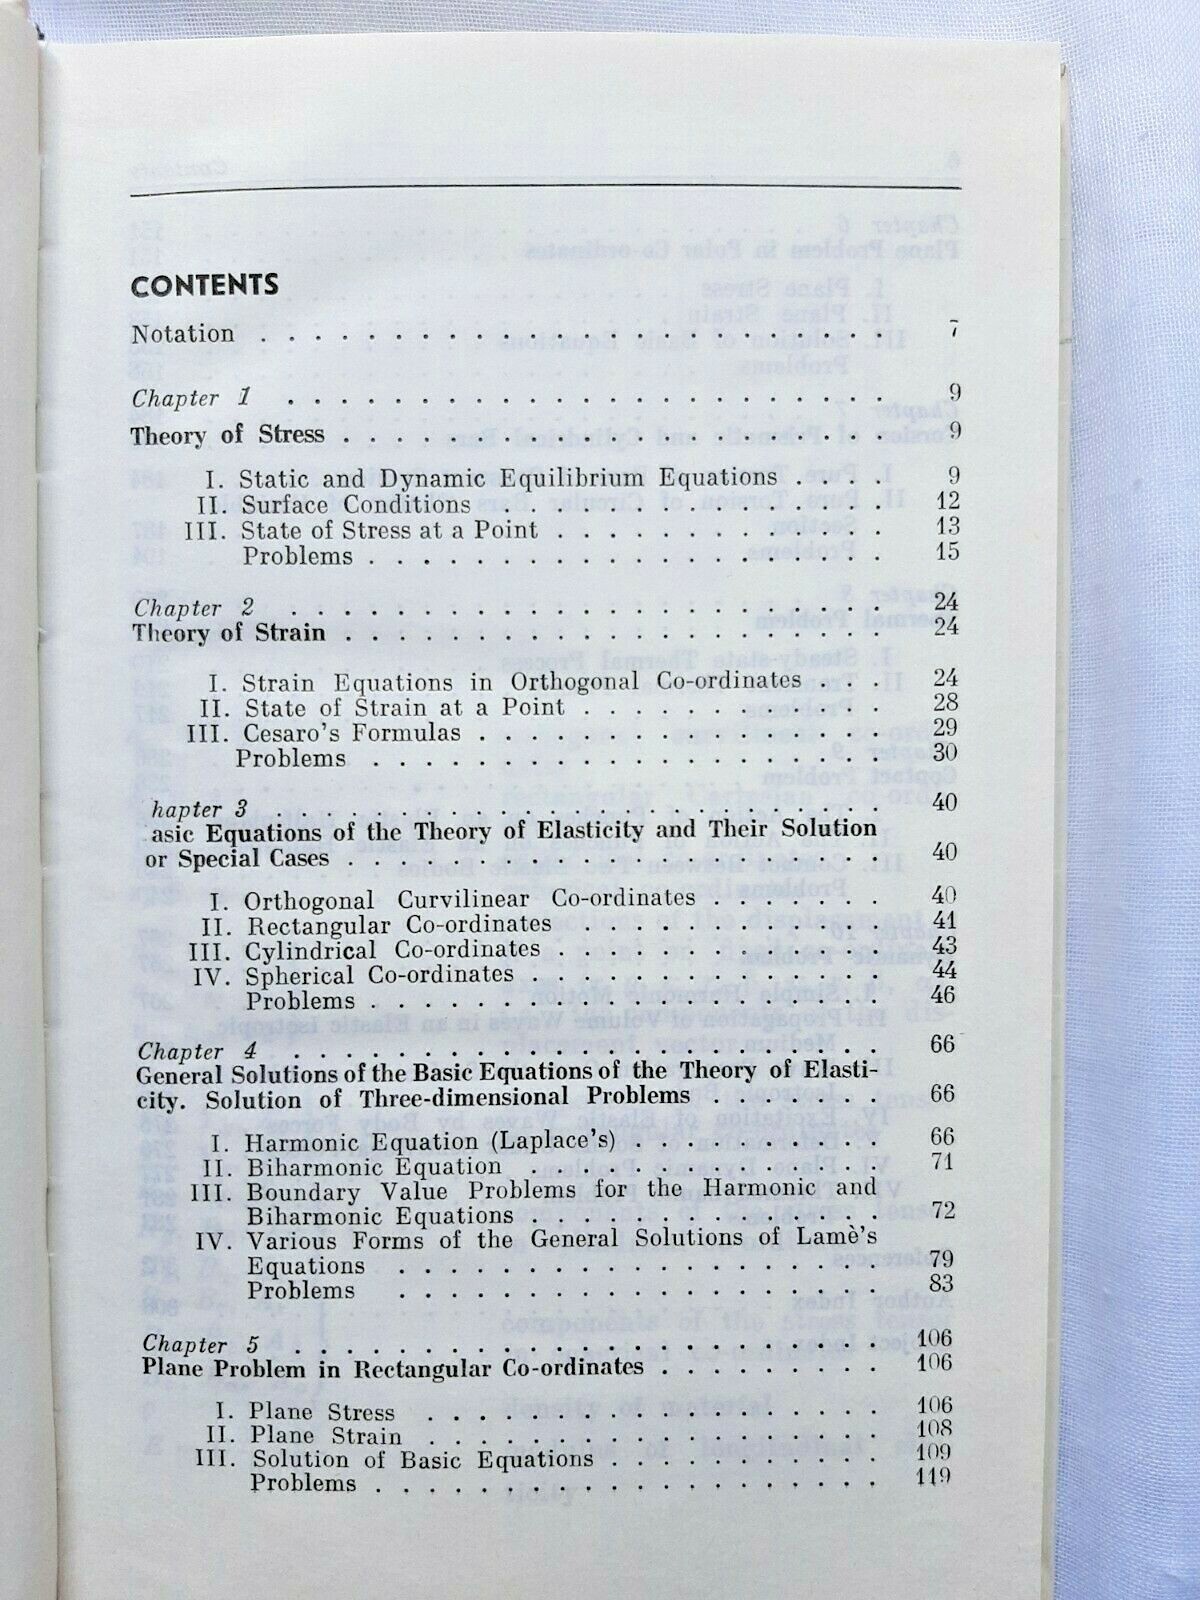 CONTENTS
Notation . . . . . . . . . . . . . . . . . . . . . . . . 7
Chapter 1 . . . . . . . . . . . . . . . . . . . . . . . 9
Theory of Stress . . . . . . . . . . . . . . . . . . . . . 9
I. Static and Dynamic Equilibrium Equations . . . . 9
II. Surface Conditions . . . . . . . . . . . . . . . . 12
III. State of Stress at a Point . . . . . . . . . . . . . 13
Problems . . . . . . . . . . . . . . . . . . . . 15
Chapter 2 . . . . . . . . . . . . . . . . . . . . . . . 24
Theory of Strain . . . . . . . . . . . . . . . . . . . . . 24
I. Strain Equations in Orthogonal Co-ordinates . . . 24
II. State of Strain at a Point . . . . . . . . . . . . 28
III. Cesaro's Formulas . . . . . . . . . . . . . . . . 29
Problems . . . . . . . . . . . . . . . . . . . . 30
hapter 3 . . . . . . . . . . . . . . . . . . . . . . . 40
asic Equations of the Theory of Elasticity and Their Solution
or Special Cases . . . . . . . . . . . . . . . . . . . . . 40
I. Orthogonal Curvilinear Co-ordinates . . . . . . . 40
II. Rectangular Co-ordinates . . . . . . . . . . . . 41
III. Cylindrical Co-ordinates . . . . . . . . . . . . . 43
IV. Spherical Co-ordinates . . . . . . . . . . . . . . 44
Problems . . . . . . . . . . . . . . . . . . . . 46
Chapter 4 . . . . . . . . . . . . . . . . . . . . . . . 66
General Solutions of the Basic Equations of the Theory of Elasti-
city. Solution of Three-dimensional Problems . . . . . . . 66
I. Harmonic Equation (Laplace's) . . . . . . . . . . 66
II. Biharmonic Equation . . . . . . . . . . . . . . 71
III. Boundary Value Problems for the Harmonic and
Biharmonic Equations . . . . . . . . . . . . . . 72
IV. Various Forms of the General Solutions of Lamè's
Equations . . . . . . . . . . . . . . . . . . . 79
Problems . . . . . . . . . . . . . . . . . . . 83
Chapter 5 . . . . . . . . . . . . . . . . . . . . . . . 106
Plane Problem in Rectangular Co-ordinates . . . . . . . . . 106
I. Plane Stress . . . . . . . . . . . . . . . . . . 106
II. Plane Strain . . . . . . . . . . . . . . . . . . 108
III. Solution of Basic Equations . . . . . . . . . . . 109
Problems . . . . . . . . . . . . . . . . . . . . 119